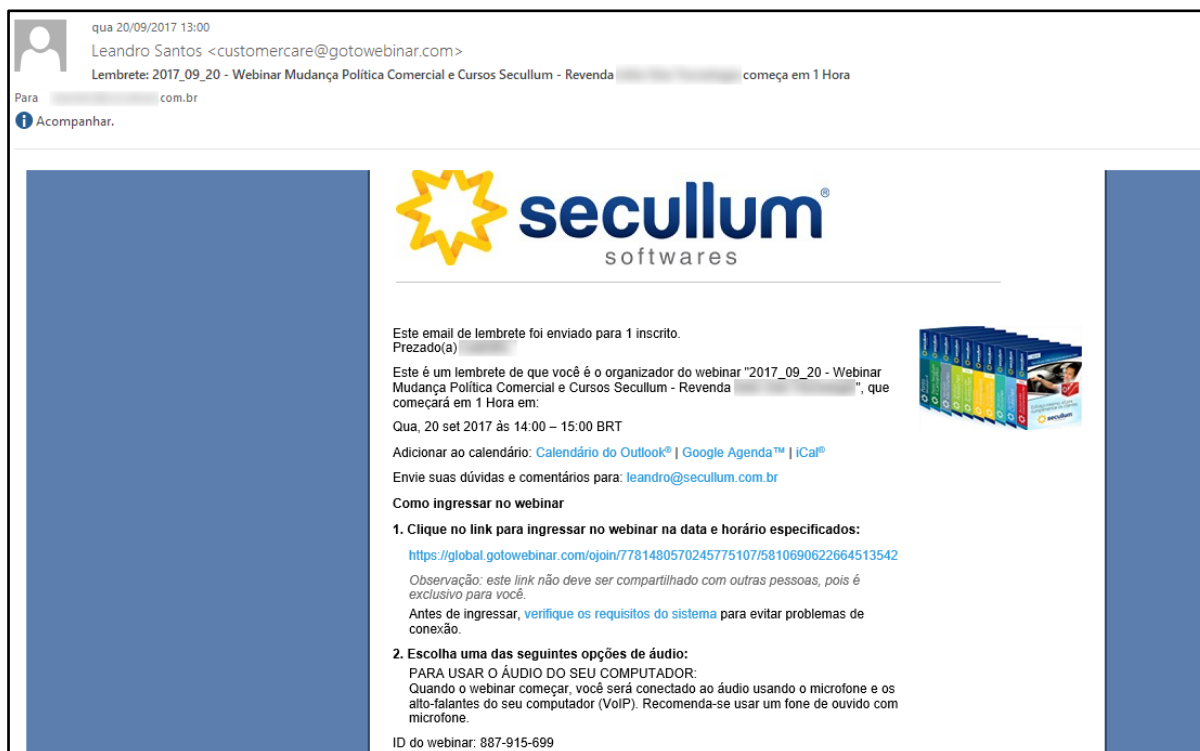 qua 20/09/2017 13:00
Leandro Santos <customercare@gotowebinar.com>
Lembrete: 2017_09_20 - Webinar Mudança Política Comercial e Cursos Secullum - Revenda começa em 1 Hora
Para com.br
Acompanhar.
secullum®
softwares
Este email de lembrete foi enviado para 1 inscrito.
Prezado(a)
Este é um lembrete de que você é o organizador do webinar "2017_09_20 - Webinar
Mudança Política Comercial e Cursos Secullum - Revenda ", que
começará em 1 Hora em:
Qua, 20 set 2017 às 14:00 – 15:00 BRT
Adicionar ao calendário: Calendário do Outlook® | Google Agenda™ | iCal®
Envie suas dúvidas e comentários para: leandro@secullum.com.br
Como ingressar no webinar
1. Clique no link para ingressar no webinar na data e horário especificados:
https://global.gotowebinar.com/ojoin/7781480570245775107/5810690622664513542
Observação: este link não deve ser compartilhado com outras pessoas, pois é
exclusivo para você.
Antes de ingressar, verifique os requisitos do sistema para evitar problemas de
conexão.
2. Escolha uma das seguintes opções de áudio:
PARA USAR O ÁUDIO DO SEU COMPUTADOR:
Quando o webinar começar, você será conectado ao áudio usando o microfone e os
alto-falantes do seu computador (VoIP). Recomenda-se usar um fone de ouvido com
microfone.
ID do webinar: 887-915-699
secullum